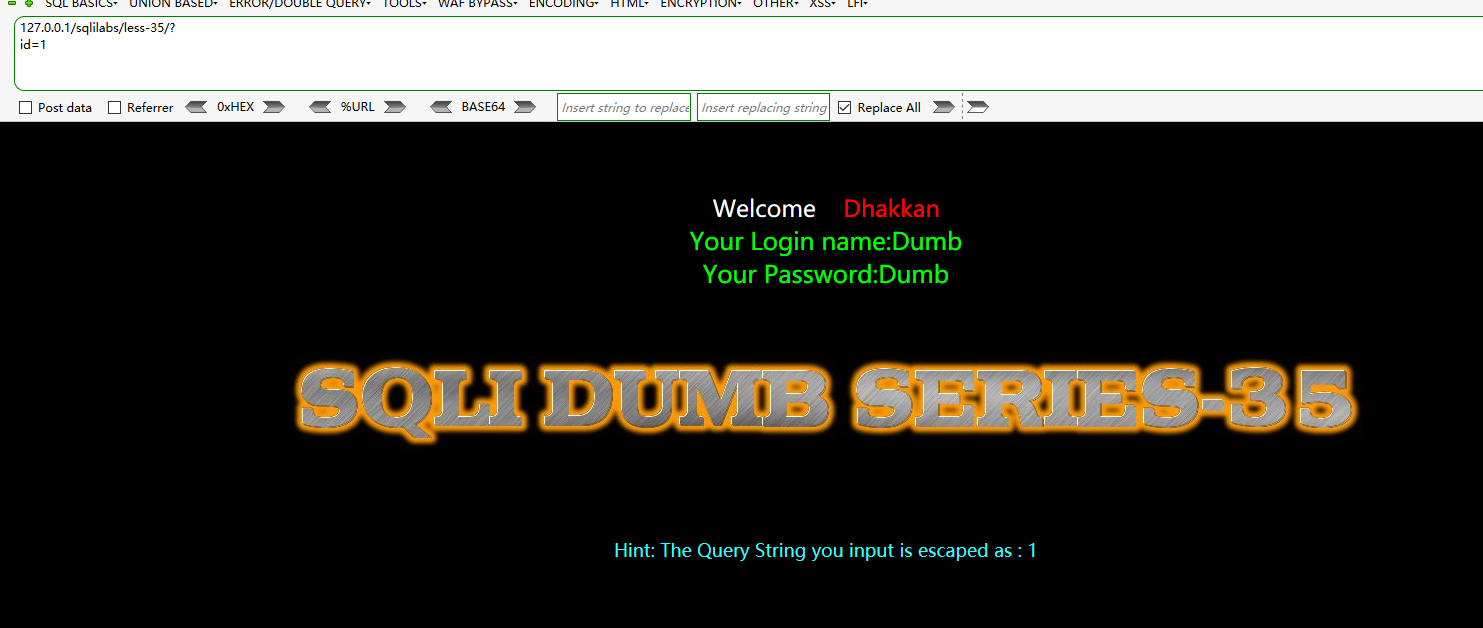 SQL BASICS▾ UNION BASED▾ ERROR/DOUBLE QUERY▾ TOOLS▾ WAF BYPASS▾ ENCODING▾ HTML▾ ENCRYPTION▾ OTHER▾ XSS▾ LFI▾
127.0.0.1/sqlilabs/less-35/?
id=1
Post data Referrer 0xHEX %URL BASE64 Insert string to replace Insert replacing string Replace All
Welcome Dhakkan
Your Login name:Dumb
Your Password:Dumb
SQLI DUMB SERIES-35
Hint: The Query String you input is escaped as : 1